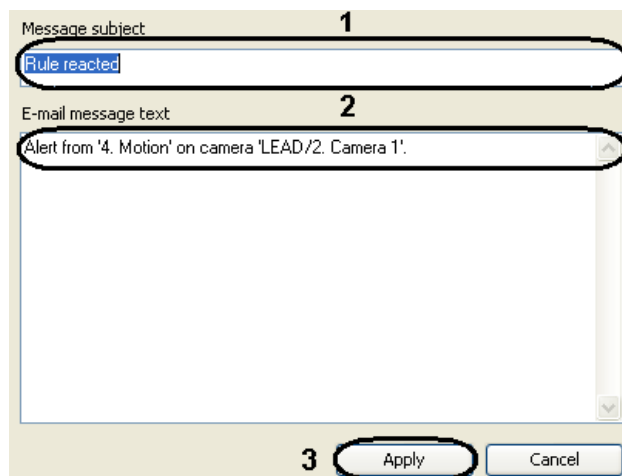 Message subject
1
Rule reacted
E-mail message text
2
Alert from '4. Motion' on camera 'LEAD/2. Camera 1'.
3
Apply
Cancel